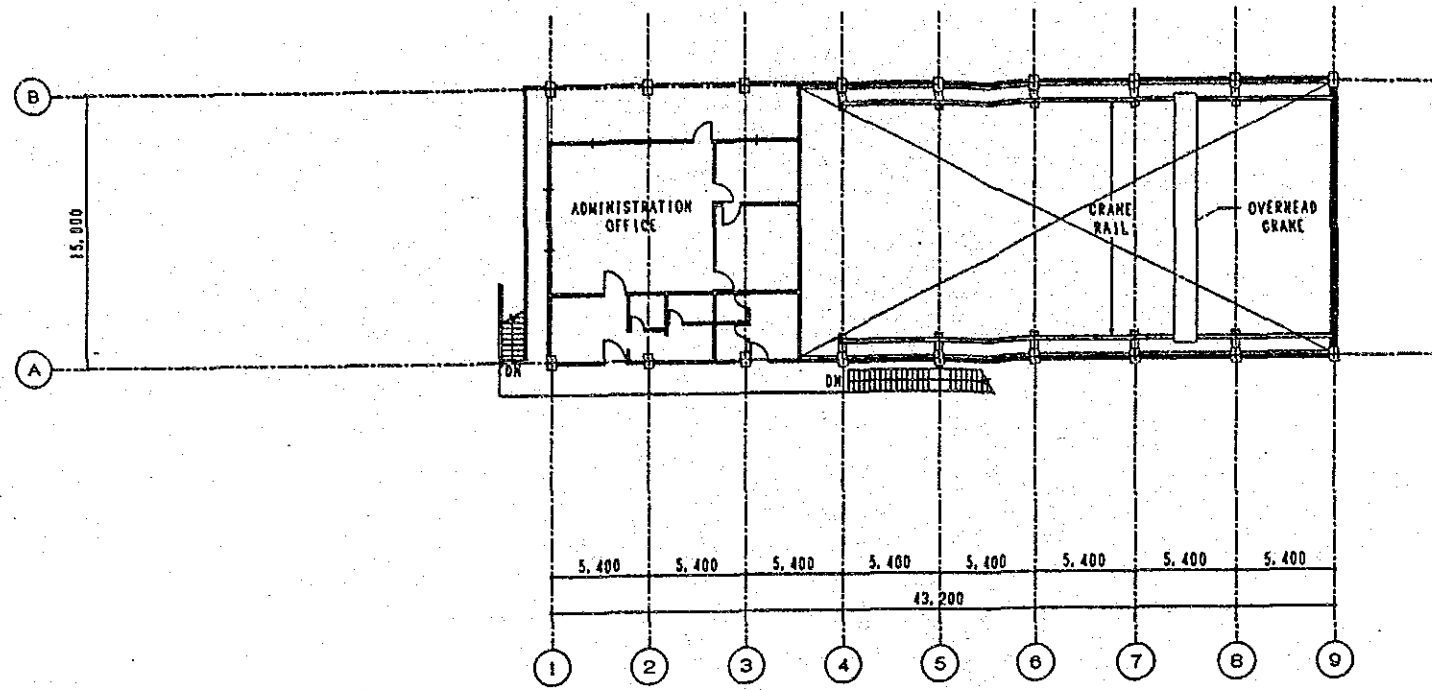 B
ADMINISTRATION
OFFICE
CRANE
RAIL
OVERHEAD
CRANE
15,000
A
DN
DN
5,400 5,400 5,400 5,400 5,400 5,400 5,400 5,400
43,200
1 2 3 4 5 6 7 8 9